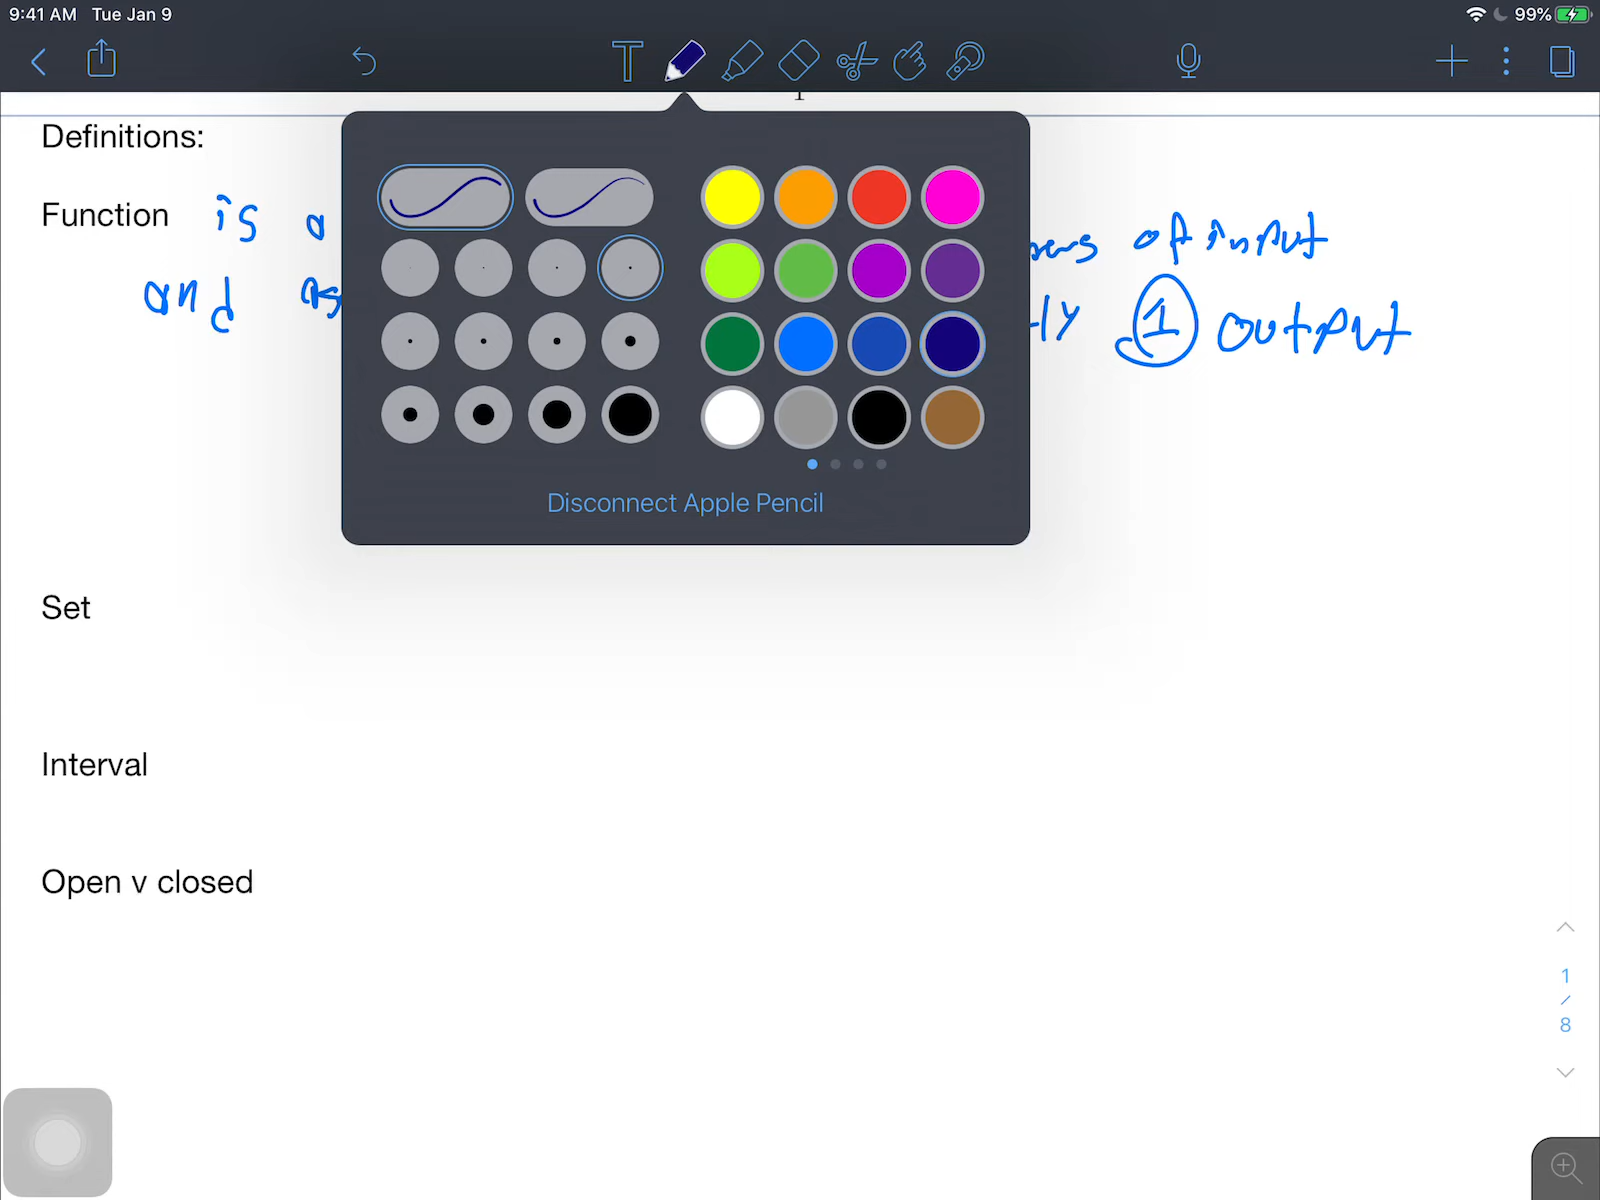 9:41 AM Tue Jan 9
99%
T
Definitions:
Function is a of input
and 1 output
Disconnect Apple Pencil
Set
Interval
Open v closed
1
/
8